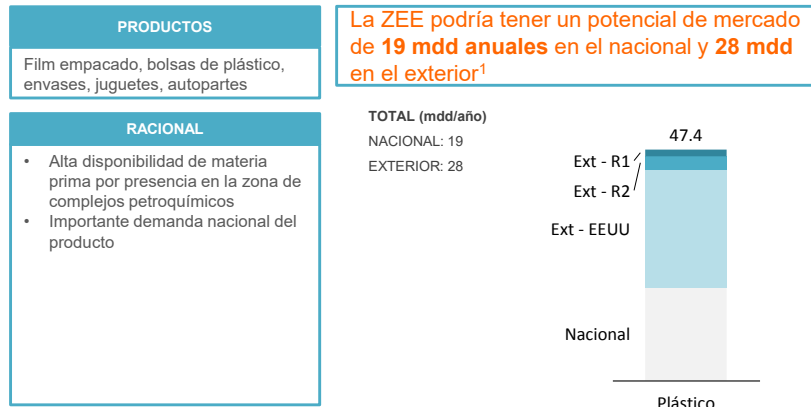 PRODUCTOS
Film empacado, bolsas de plástico,
envases, juguetes, autopartes
RACIONAL
• Alta disponibilidad de materia
prima por presencia en la zona de
complejos petroquímicos
• Importante demanda nacional del
producto
La ZEE podría tener un potencial de mercado
de 19 mdd anuales en el nacional y 28 mdd
en el exterior¹
TOTAL (mdd/año)
NACIONAL: 19
EXTERIOR: 28
47.4
Ext - R1
Ext - R2
Ext - EEUU
Nacional
Plástico